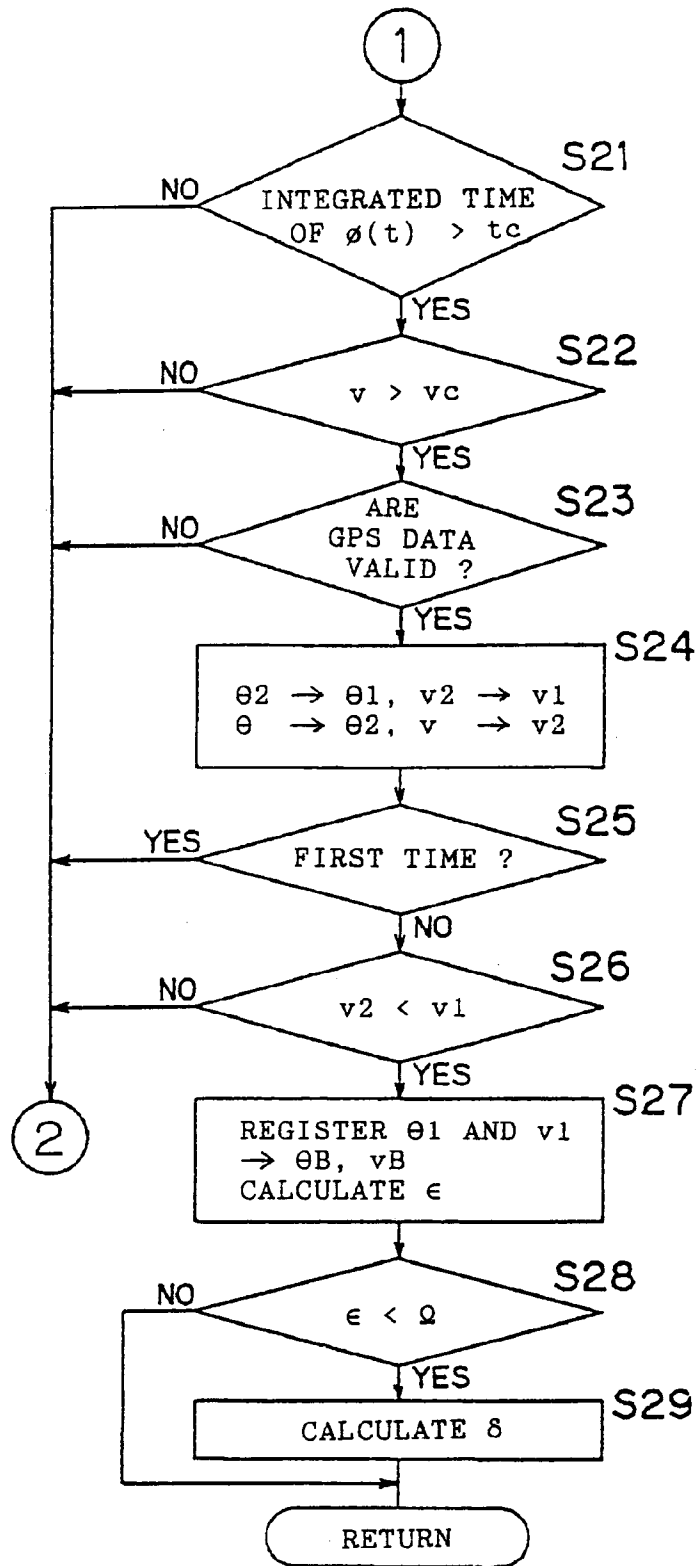 1
S21
NO
INTEGRATED TIME
OF ø(t) > tc
YES
S22
NO
v > vc
YES
S23
NO
ARE
GPS DATA
VALID ?
YES
S24
θ2 → θ1, v2 → v1
θ → θ2, v → v2
S25
YES
FIRST TIME ?
NO
S26
NO
v2 < v1
YES
2
S27
REGISTER θ1 AND v1
→ θB, vB
CALCULATE ϵ
S28
NO
ϵ < Ω
YES
S29
CALCULATE δ
RETURN